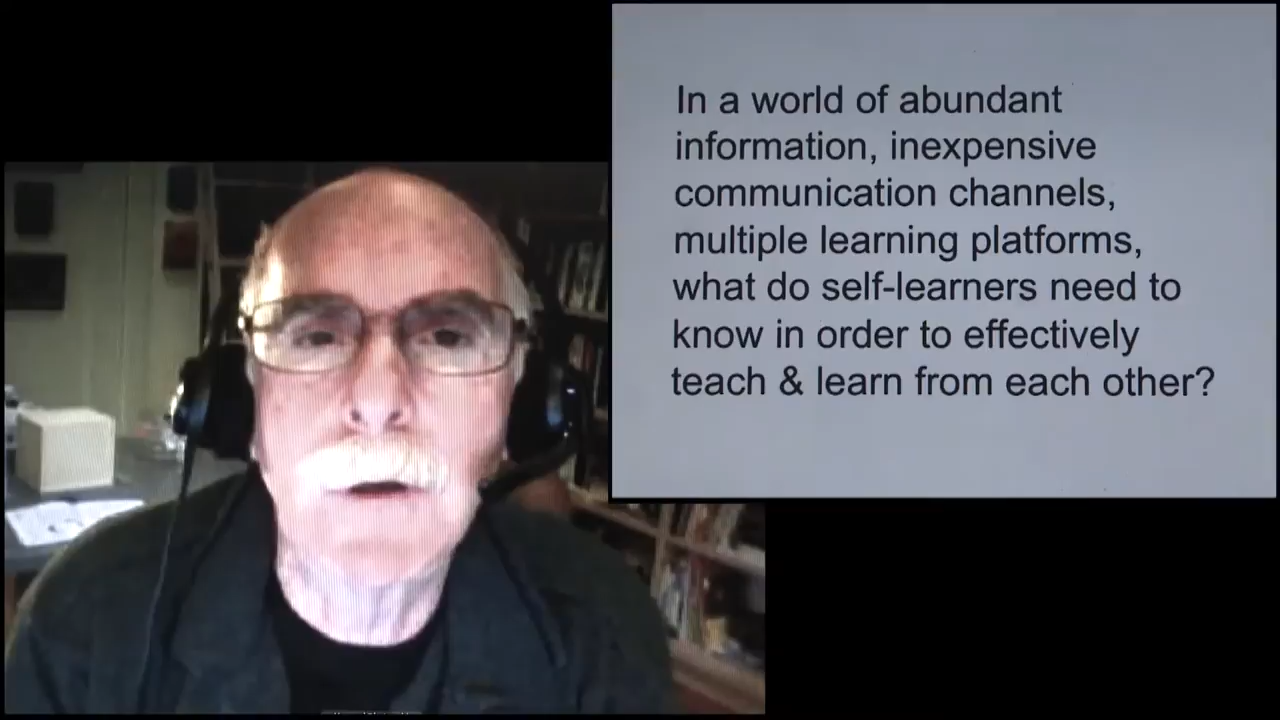 In a world of abundant
information, inexpensive
communication channels,
multiple learning platforms,
what do self-learners need to
know in order to effectively
teach & learn from each other?